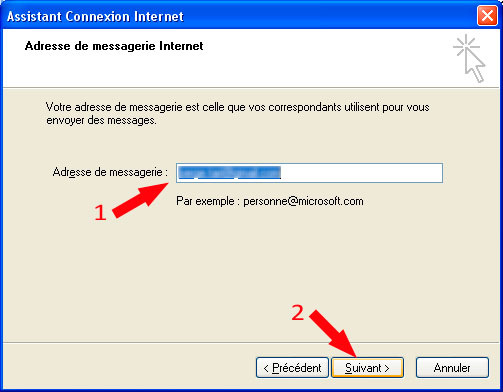 Assistant Connexion Internet
Adresse de messagerie Internet
Votre adresse de messagerie est celle que vos correspondants utilisent pour vous
envoyer des messages.
Adresse de messagerie :
1
Par exemple : personne@microsoft.com
2
< Précédent
Suivant >
Annuler